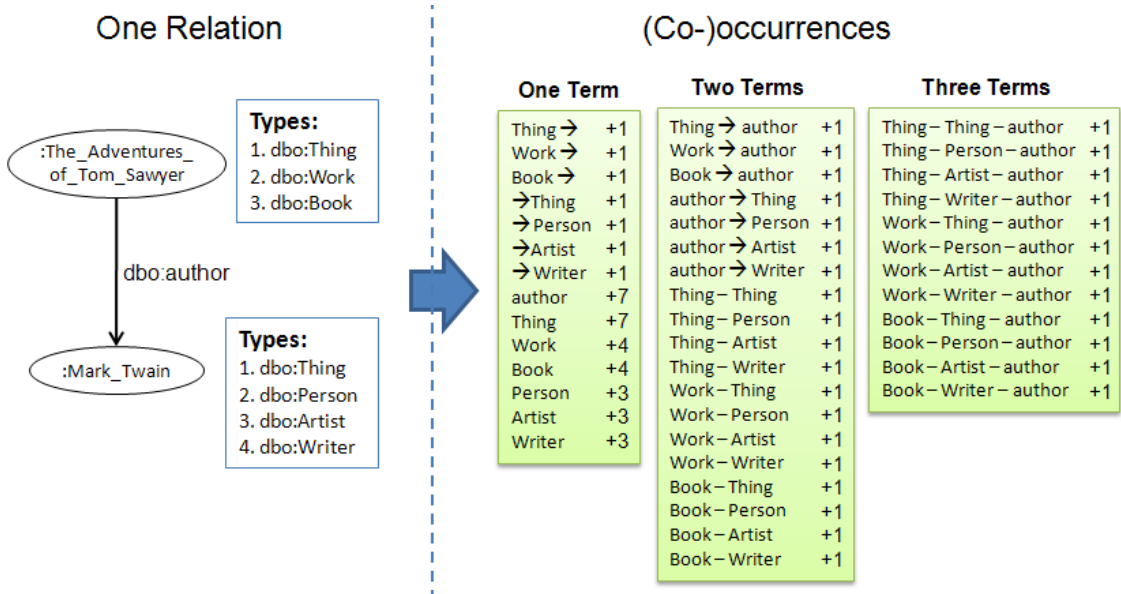 One Relation
:The_Adventures_
of_Tom_Sawyer
Types:
1. dbo:Thing
2. dbo:Work
3. dbo:Book
dbo:author
:Mark_Twain
Types:
1. dbo:Thing
2. dbo:Person
3. dbo:Artist
4. dbo:Writer
(Co-)occurrences
One Term
Thing→ +1
Work→ +1
Book→ +1
→Thing +1
→Person +1
→Artist +1
→Writer +1
author +7
Thing +7
Work +4
Book +4
Person +3
Artist +3
Writer +3
Two Terms
Thing→author +1
Work→author +1
Book→author +1
author→Thing +1
author→Person +1
author→Artist +1
author→Writer +1
Thing–Thing +1
Thing–Person +1
Thing–Artist +1
Thing–Writer +1
Work–Thing +1
Work–Person +1
Work–Artist +1
Work–Writer +1
Book–Thing +1
Book–Person +1
Book–Artist +1
Book–Writer +1
Three Terms
Thing–Thing–author +1
Thing–Person–author +1
Thing–Artist–author +1
Thing–Writer–author +1
Work–Thing–author +1
Work–Person–author +1
Work–Artist–author +1
Work–Writer–author +1
Book–Thing–author +1
Book–Person–author +1
Book–Artist–author +1
Book–Writer–author +1